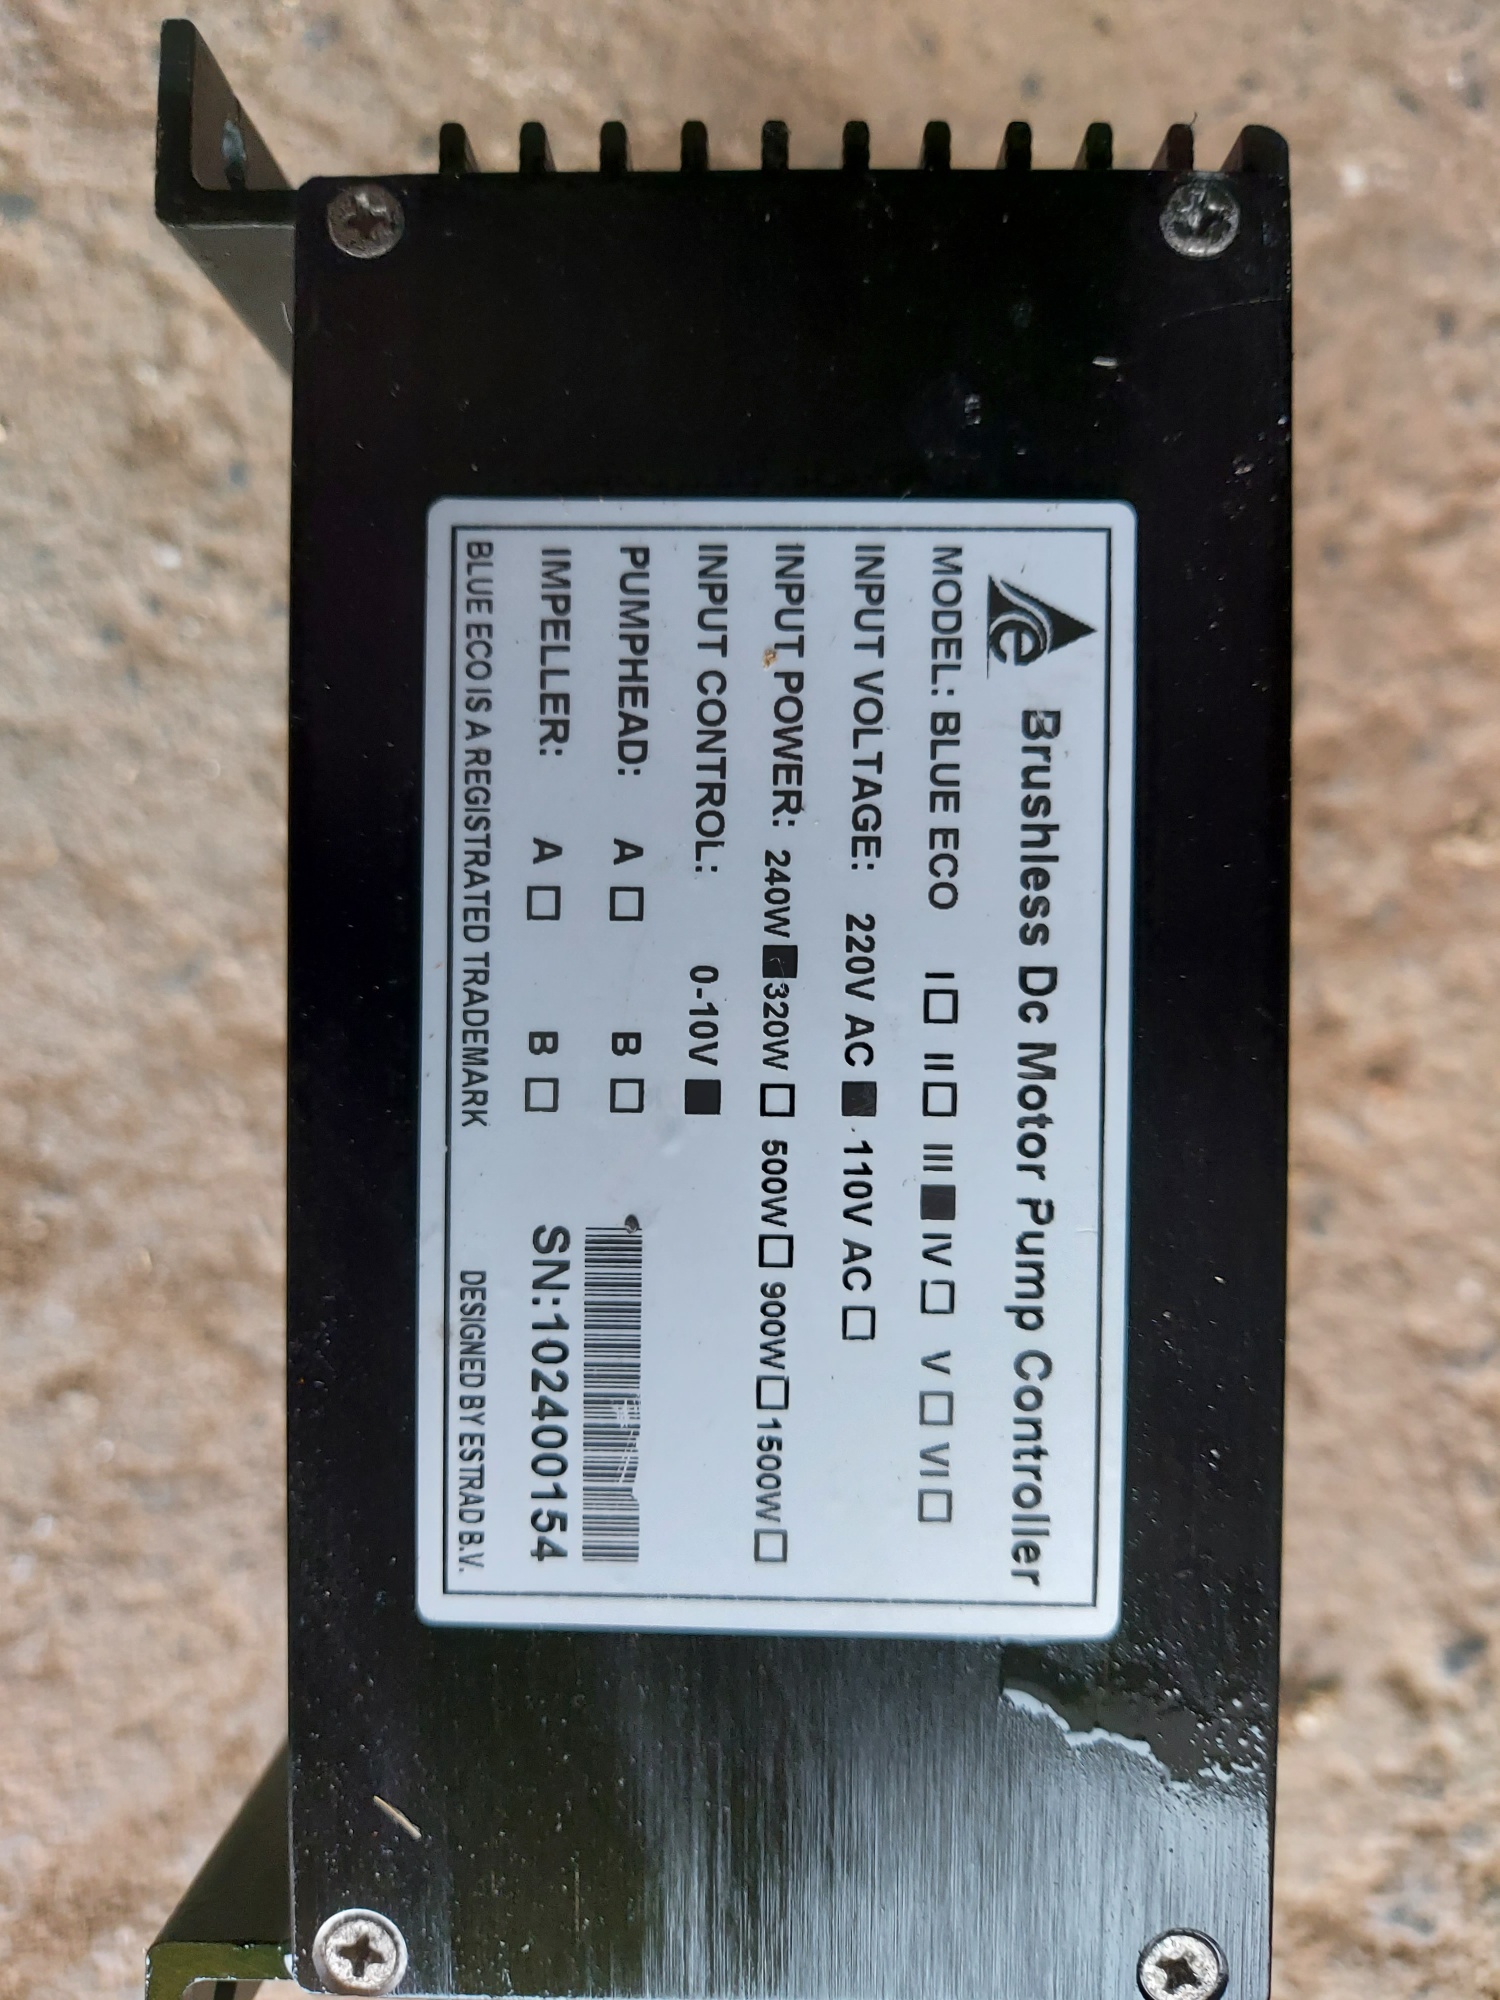 e
Brushless Dc Motor Pump Controller
MODEL: BLUE ECO I□ II□ III■ IV□ V□ VI□
INPUT VOLTAGE: 220V AC■ 110V AC□
INPUT POWER: 240W■ 320W□ 500W□ 900W□ 1500W□
INPUT CONTROL: 0-10V■
PUMPHEAD: A□ B□
IMPELLER: A□ B□
SN:102400154
BLUE ECO IS A REGISTRATED TRADEMARK DESIGNED BY ESTRAD B.V.